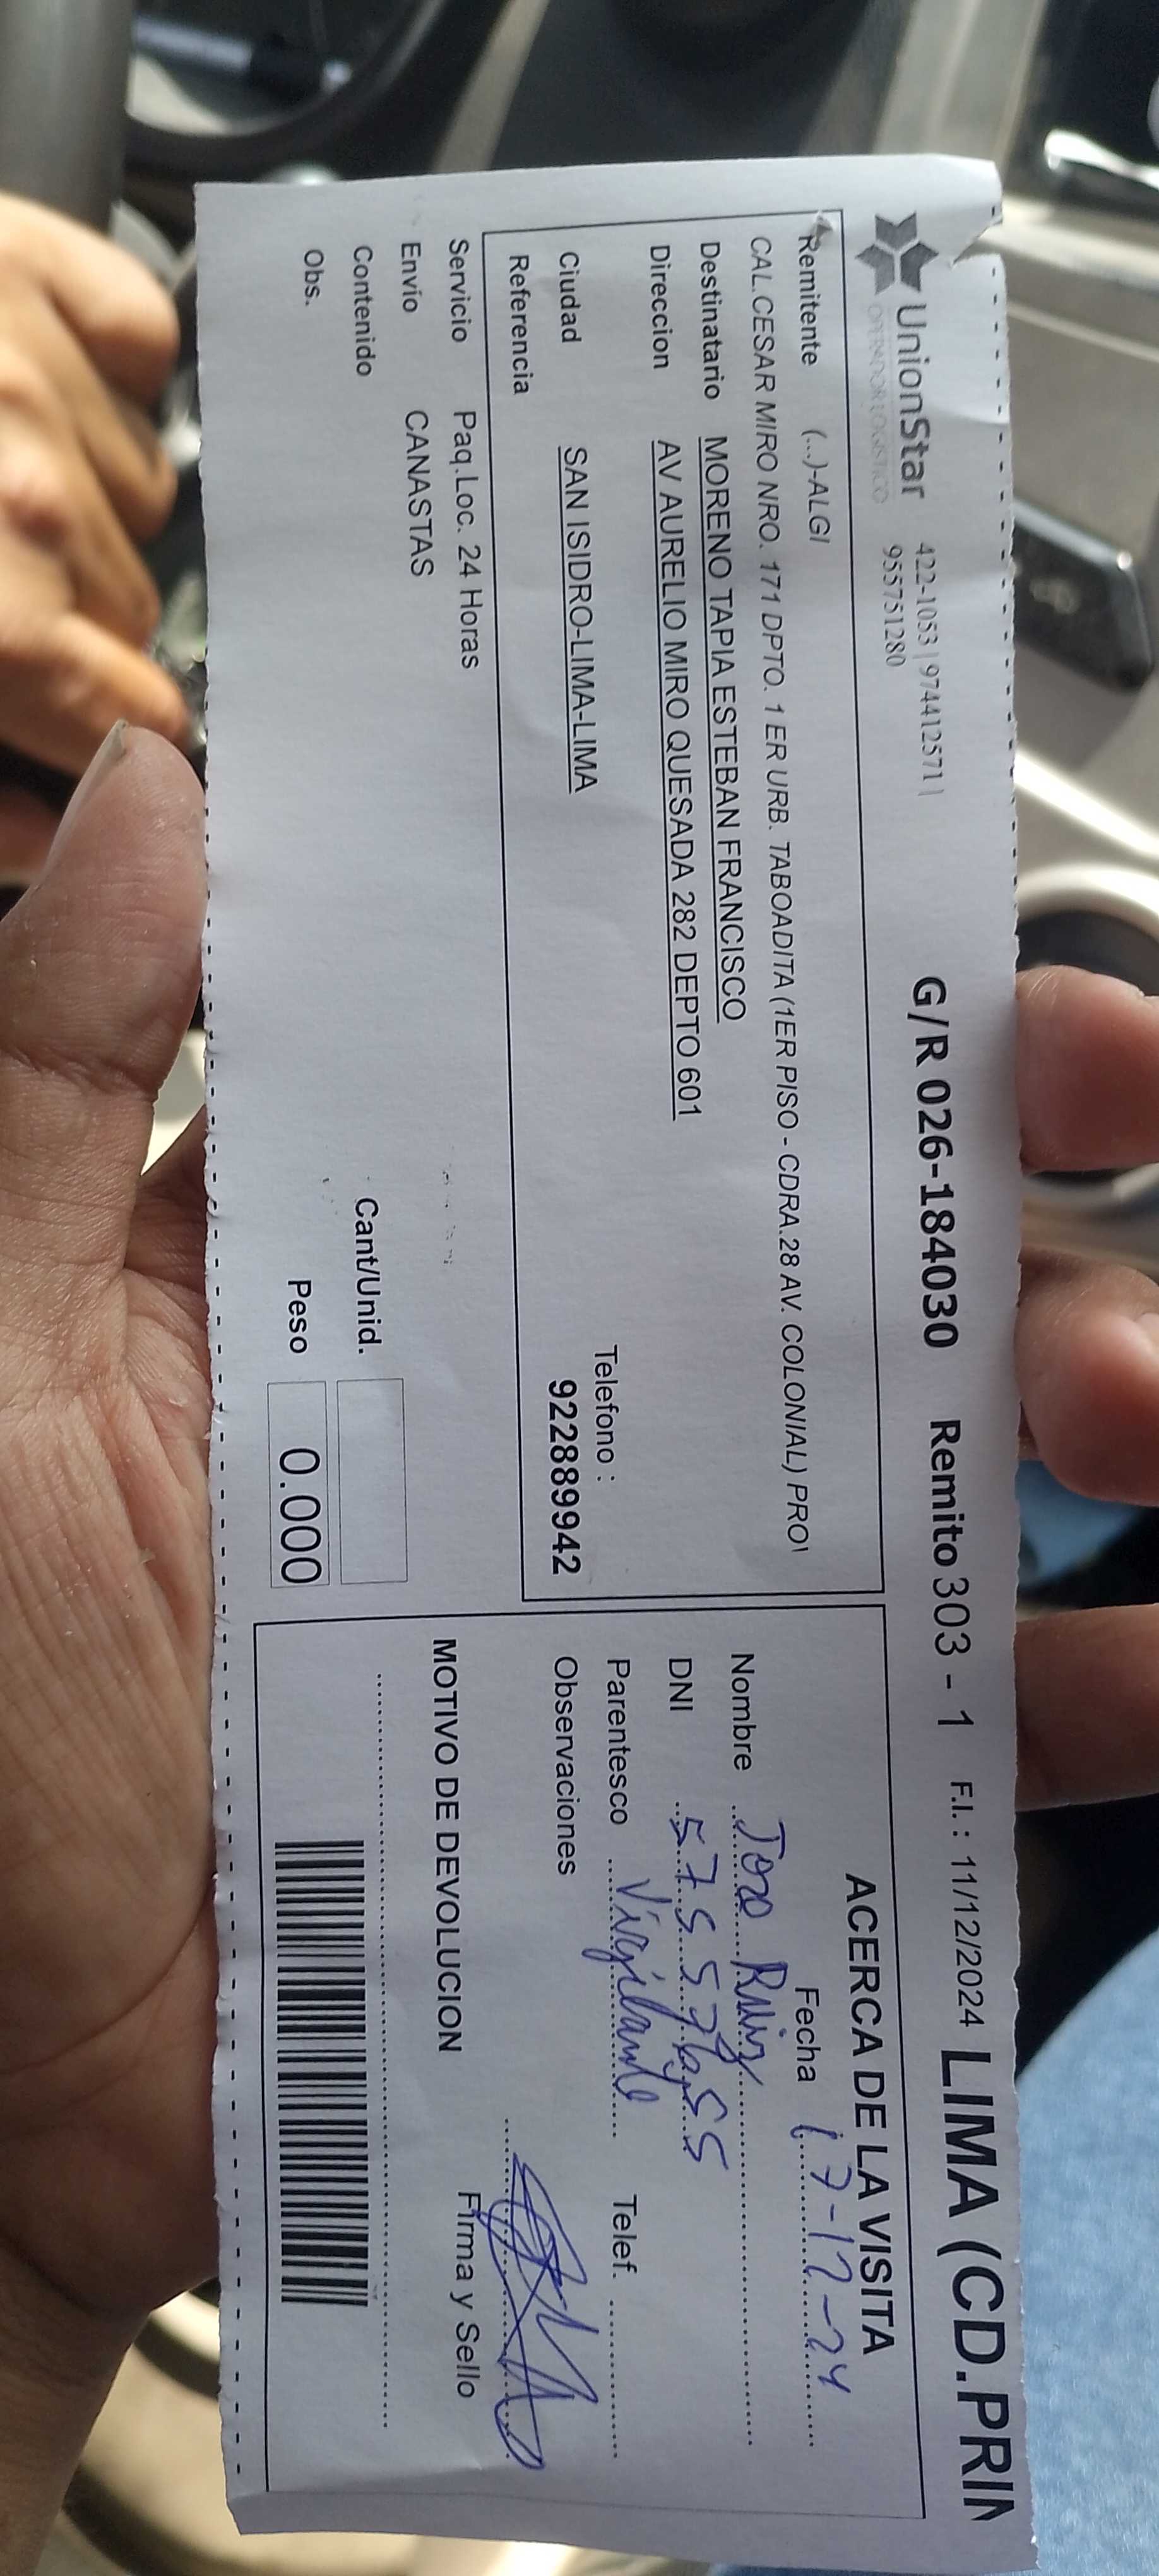 UnionStar 422-1053 | 974412571 |
OPERADOR LOGISTICO 955751280
G/R 026-184030 Remito 303 - 1 F.I. : 11/12/2024 LIMA (CD.PRIN
Remitente (...)-ALGI
CAL.CESAR MIRO NRO. 171 DPTO. 1 ER URB. TABOADITA (1ER PISO - CDRA.28 AV. COLONIAL) PROV
Destinatario MORENO TAPIA ESTEBAN FRANCISCO
Direccion AV AURELIO MIRO QUESADA 282 DEPTO 601
Ciudad SAN ISIDRO-LIMA-LIMA
Telefono :
Referencia 922889942
Servicio Paq.Loc. 24 Horas
Envio CANASTAS
Contenido
Cant/Unid.
Obs.
Peso 0.000
ACERCA DE LA VISITA
Fecha 17-12-24
Nombre Ruiz
DNI
Parentesco Vigilante Telef.
Observaciones
Firma y Sello
MOTIVO DE DEVOLUCION